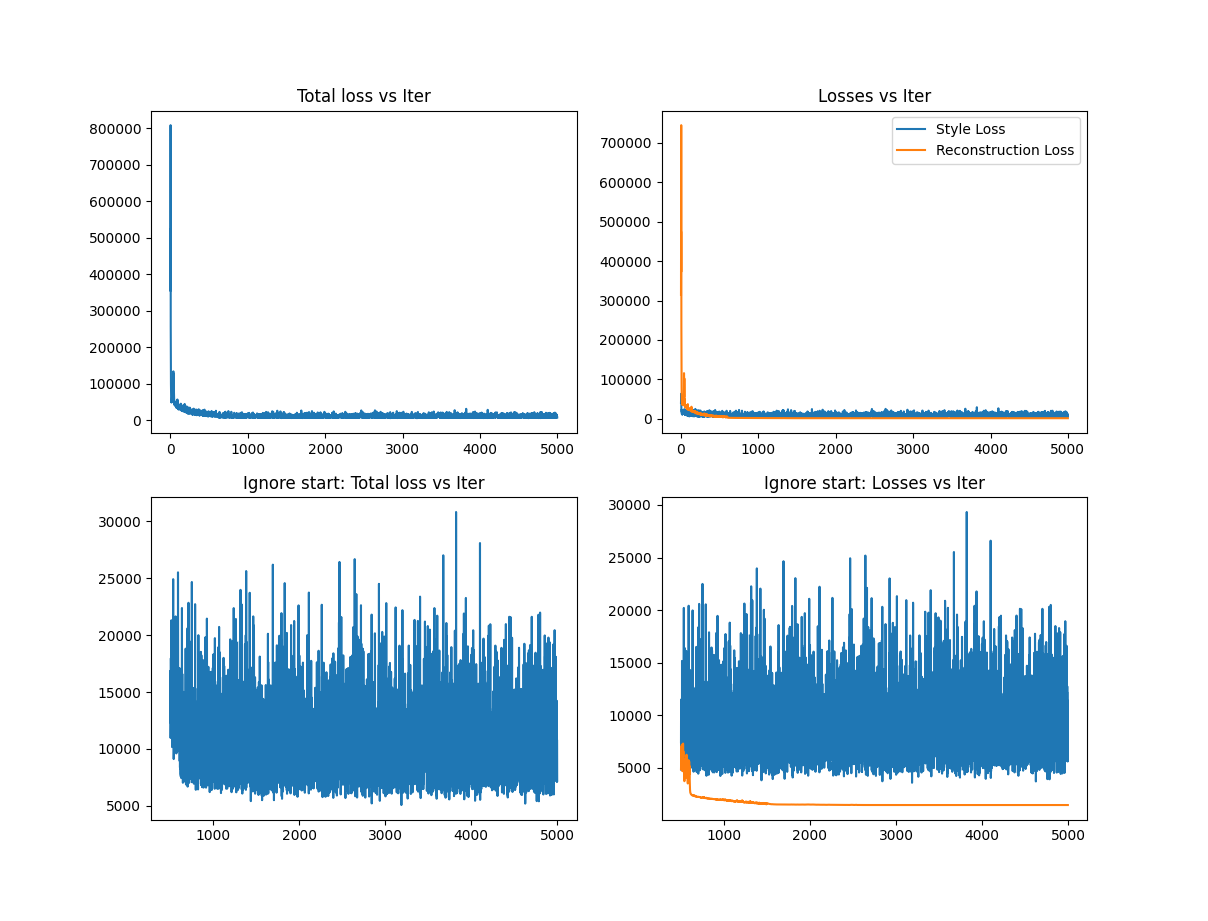 Total loss vs Iter
800000
700000
600000
500000
400000
300000
200000
100000
0
0 1000 2000 3000 4000 5000
Losses vs Iter
Style Loss
Reconstruction Loss
700000
600000
500000
400000
300000
200000
100000
0
0 1000 2000 3000 4000 5000
Ignore start: Total loss vs Iter
30000
25000
20000
15000
10000
5000
1000 2000 3000 4000 5000
Ignore start: Losses vs Iter
30000
25000
20000
15000
10000
5000
1000 2000 3000 4000 5000